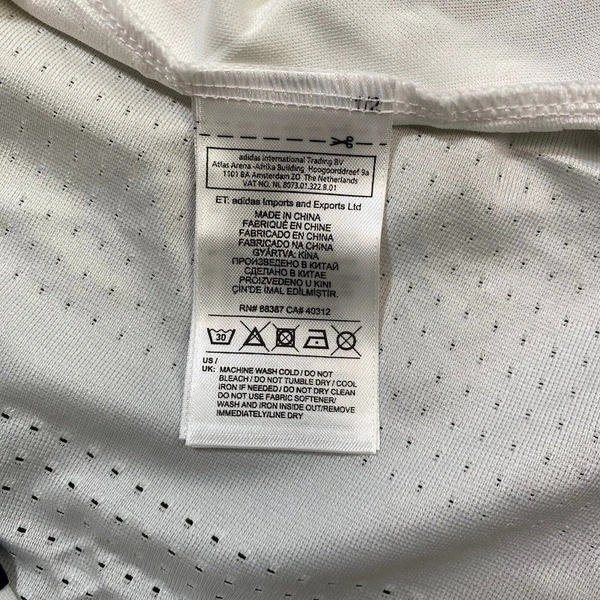 1/2
adidas International Trading BV
Atlas Arena -Afrika Building Hoogoorddreef 9a
1101 BA Amsterdam ZO The Netherlands
VAT NO. NL 8073.01.322.B.01
ET: adidas Imports and Exports Ltd
MADE IN CHINA
FABRIQUÉ EN CHINE
FABRICADO EN CHINA
FABRICADO NA CHINA
GYÁRTVA: KÍNA
ПРОИЗВЕДЕНО В КИТАЙ
СДЕЛАНО В КИТАЕ
PROIZVEDENO U KINI
ÇIN'DE IMAL EDİLMİŞTİR.
RN# 88387 CA# 40312
30
US /
UK: MACHINE WASH COLD / DO NOT
BLEACH / DO NOT TUMBLE DRY / COOL
IRON IF NEEDED / DO NOT DRY CLEAN
DO NOT USE FABRIC SOFTENER/
WASH AND IRON INSIDE OUT/REMOVE
IMMEDIATELY/LINE DRY